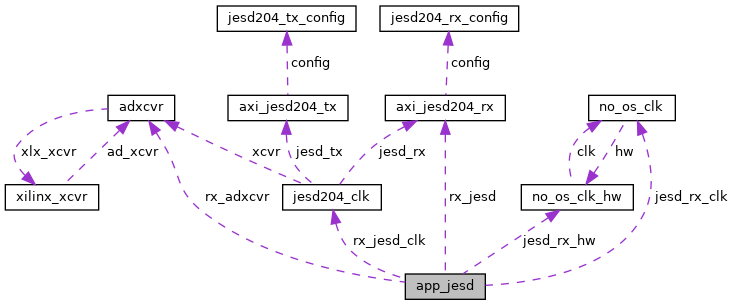 jesd204_tx_config
jesd204_rx_config
config
config
adxcvr
axi_jesd204_tx
axi_jesd204_rx
no_os_clk
xlx_xcvr
ad_xcvr
xcvr
jesd_tx
jesd_rx
clk
hw
xilinx_xcvr
rx_adxcvr
jesd204_clk
rx_jesd
no_os_clk_hw
jesd_rx_clk
rx_jesd_clk
jesd_rx_hw
app_jesd